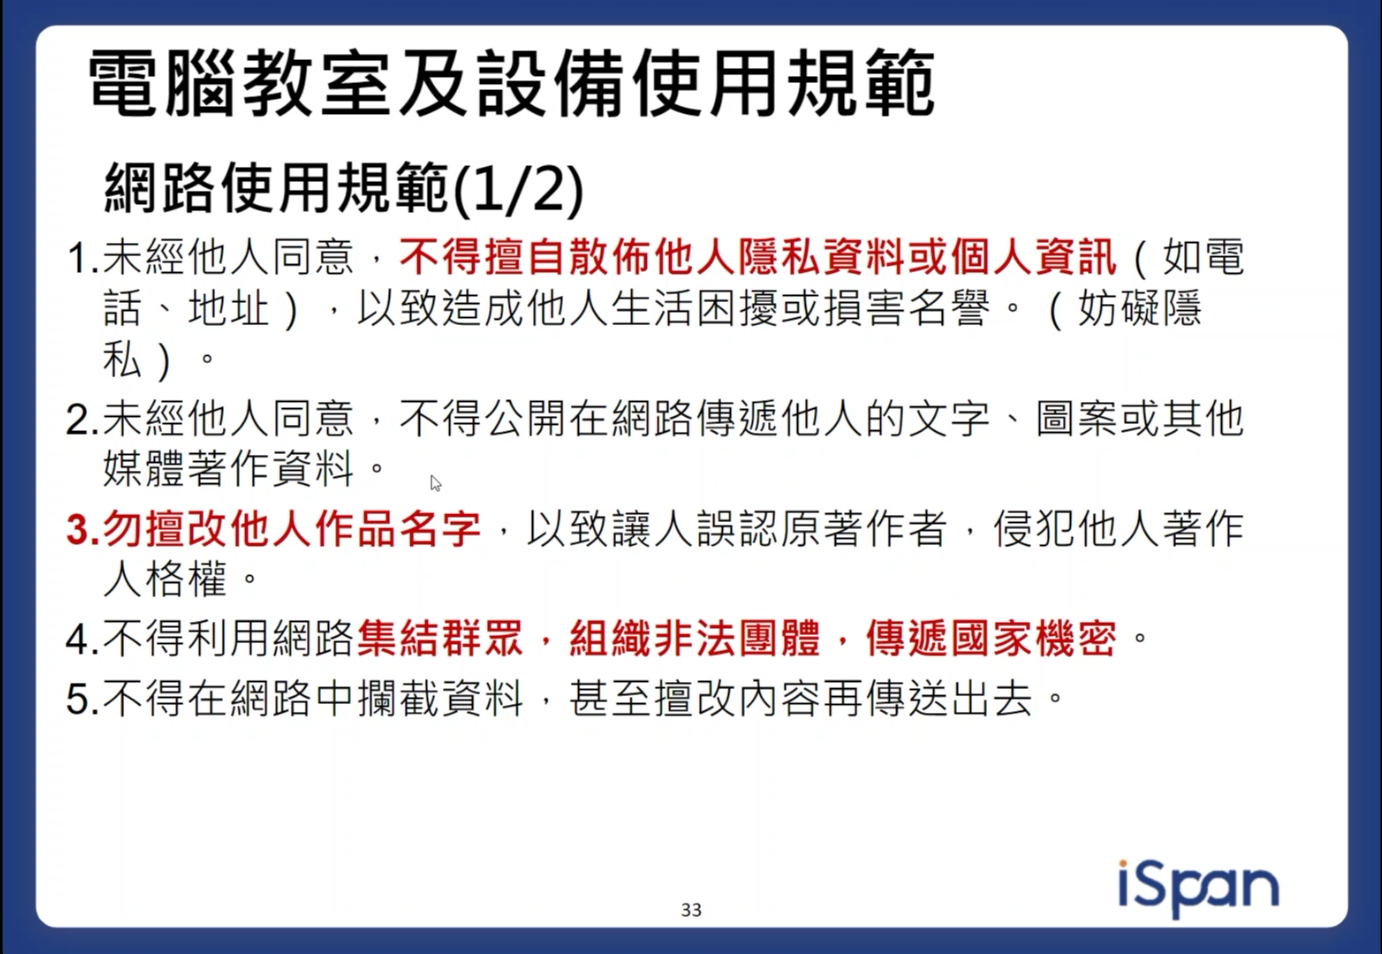 電腦教室及設備使用規範
網路使用規範(1/2)
1.未經他人同意，不得擅自散佈他人隱私資料或個人資訊（如電
話、地址），以致造成他人生活困擾或損害名譽。（妨礙隱
私）。
2.未經他人同意，不得公開在網路傳遞他人的文字、圖案或其他
媒體著作資料。
3.勿擅改他人作品名字，以致讓人誤認原著作者，侵犯他人著作
人格權。
4.不得利用網路集結群眾，組織非法團體，傳遞國家機密。
5.不得在網路中攔截資料，甚至擅改內容再傳送出去。
iSpan
33